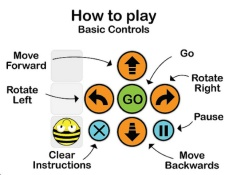 How to play
Basic Controls
Move
Forward
Go
Rotate
Right
Rotate
Left
GO
Pause
Clear
Instructions
Move
Backwards